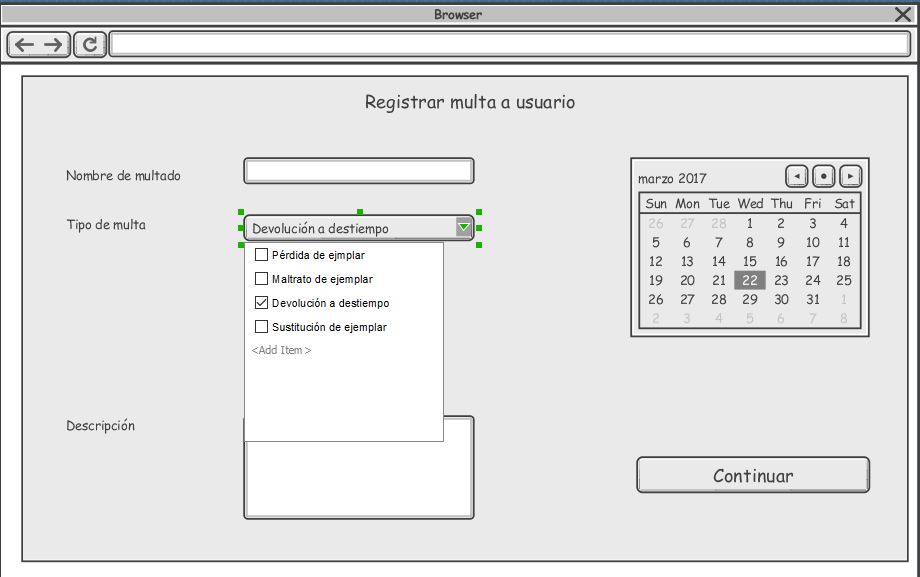 Browser
Registrar multa a usuario
Nombre de multado
Tipo de multa
Devolución a destiempo
Pérdida de ejmplar
Maltrato de ejemplar
Devolución a destiempo
Sustitución de ejemplar
<Add Item >
Descripción
marzo 2017
Sun Mon Tue Wed Thu Fri Sat
26 27 28 1 2 3 4
5 6 7 8 9 10 11
12 13 14 15 16 17 18
19 20 21 22 23 24 25
26 27 28 29 30 31 1
2 3 4 5 6 7 8
Continuar